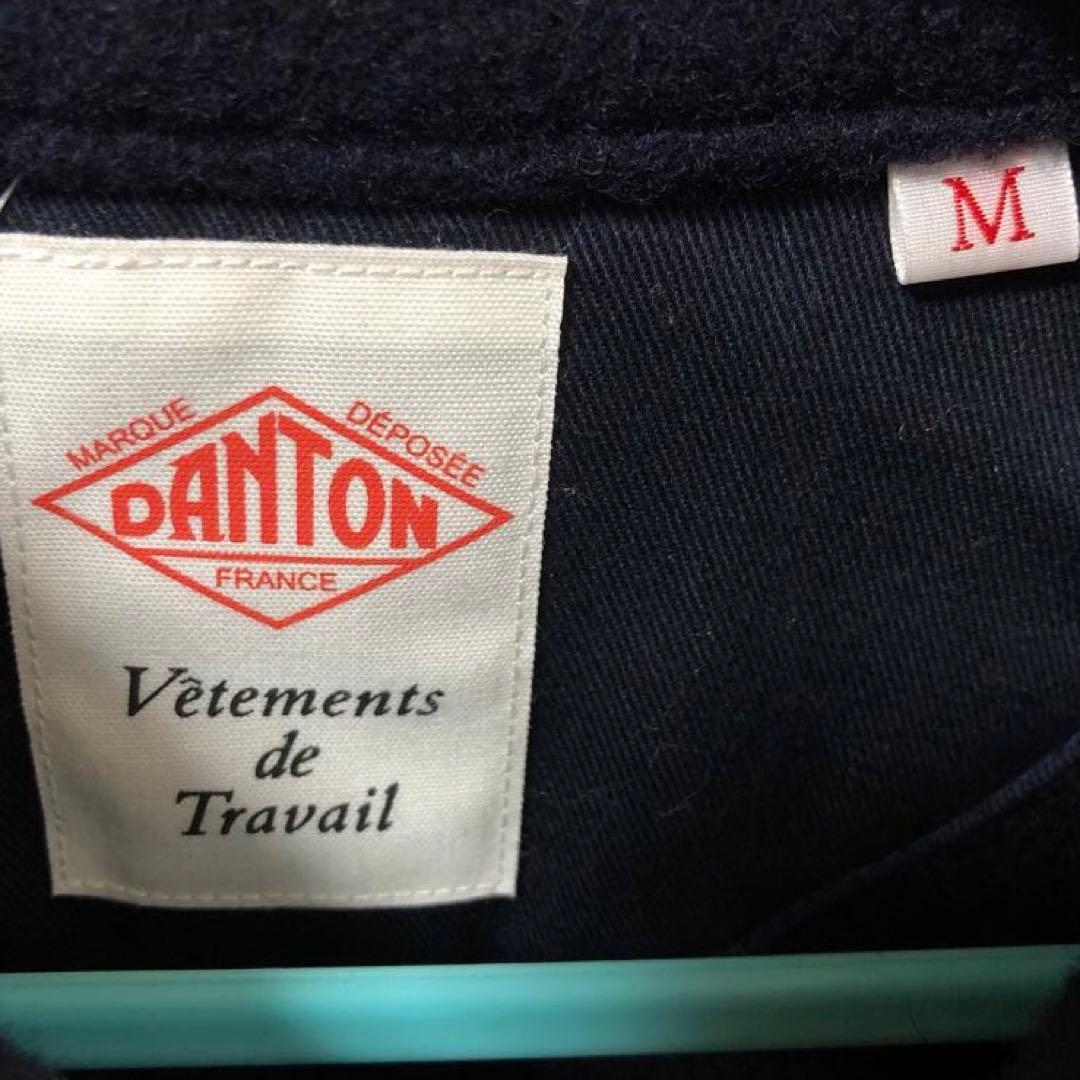 M
MARQUE DÉPOSÉE
DANTON
FRANCE
Vêtements
de
Travail